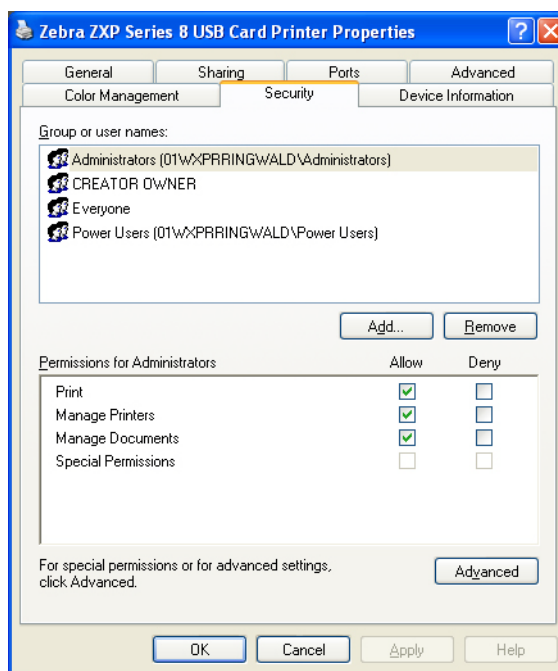 Zebra ZXP Series 8 USB Card Printer Properties
General Sharing Ports Advanced
Color Management Security Device Information
Group or user names:
Administrators (01WXPRRINGWALD\Administrators)
CREATOR OWNER
Everyone
Power Users (01WXPRRINGWALD\Power Users)
Add... Remove
Permissions for Administrators Allow Deny
Print
Manage Printers
Manage Documents
Special Permissions
For special permissions or for advanced settings,
click Advanced.
Advanced
OK Cancel Apply Help